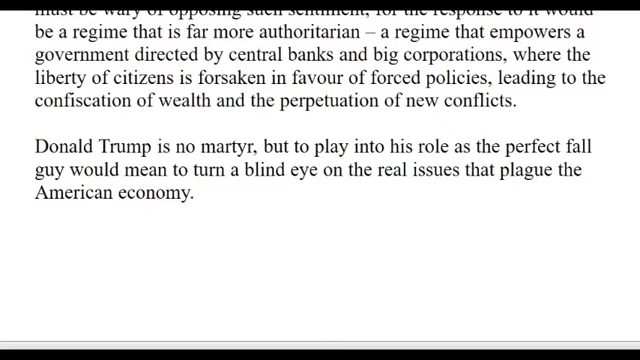 must be wary of opposing such sentiment, for the response to it would
be a regime that is far more authoritarian – a regime that empowers a
government directed by central banks and big corporations, where the
liberty of citizens is forsaken in favour of forced policies, leading to the
confiscation of wealth and the perpetuation of new conflicts.
Donald Trump is no martyr, but to play into his role as the perfect fall
guy would mean to turn a blind eye on the real issues that plague the
American economy.